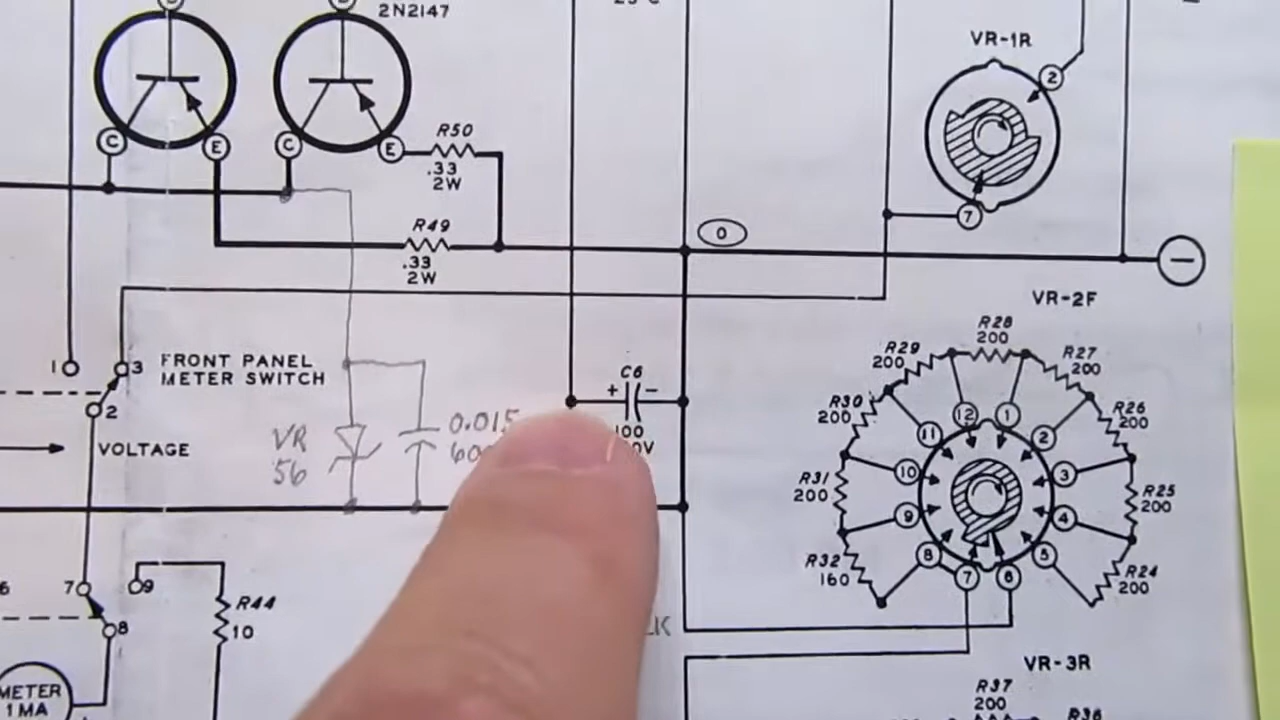 2N2147
VR-1R
2
C
E
C
E
R50
.33
2W
7
R49
.33
2W
0
−
VR-2F
1
3
FRONT PANEL
METER SWITCH
2
VOLTAGE
C6
+
−
100
VR
56
0.015
R28
200
R29
200
R27
200
R30
200
R26
200
12
1
11
2
10
3
R31
200
R25
200
9
4
8
5
7
6
R32
160
R24
200
6
7
9
8
R44
10
METER
1MA
VR-3R
R37
200
R36